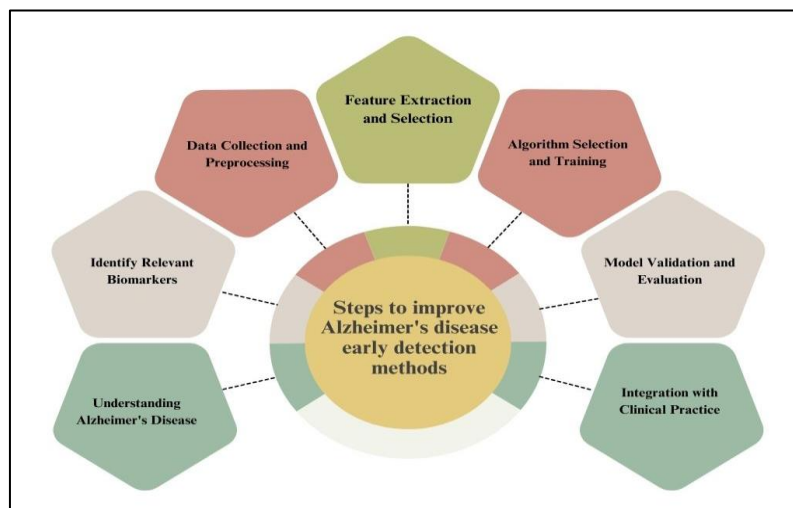 Understanding
Alzheimer's Disease
Identify Relevant
Biomarkers
Data Collection and
Preprocessing
Feature Extraction
and Selection
Algorithm Selection
and Training
Model Validation and
Evaluation
Integration with
Clinical Practice
Steps to improve
Alzheimer's disease
early detection
methods